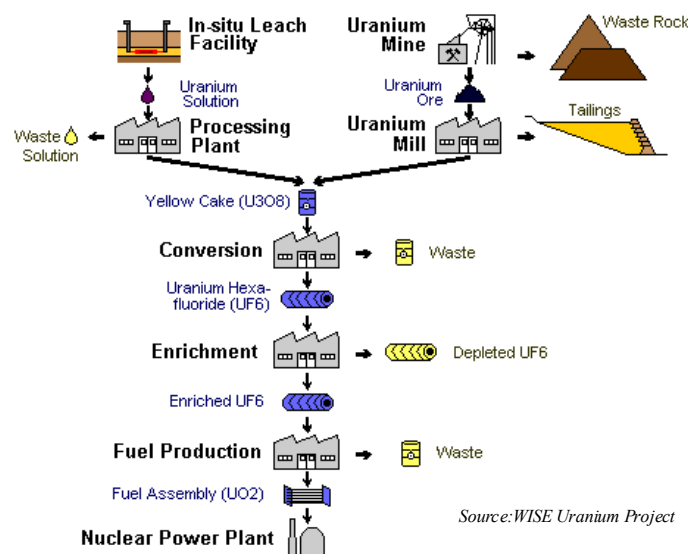 In-situ Leach
Facility
Uranium
Mine
Waste Rock
Uranium
Solution
Uranium
Ore
Waste
Solution
Processing
Plant
Uranium
Mill
Tailings
Yellow Cake (U3O8)
Conversion
Waste
Uranium Hexa-
fluoride (UF6)
Enrichment
Depleted UF6
Enriched UF6
Fuel Production
Waste
Fuel Assembly (UO2)
Nuclear Power Plant
Source:WISE Uranium Project